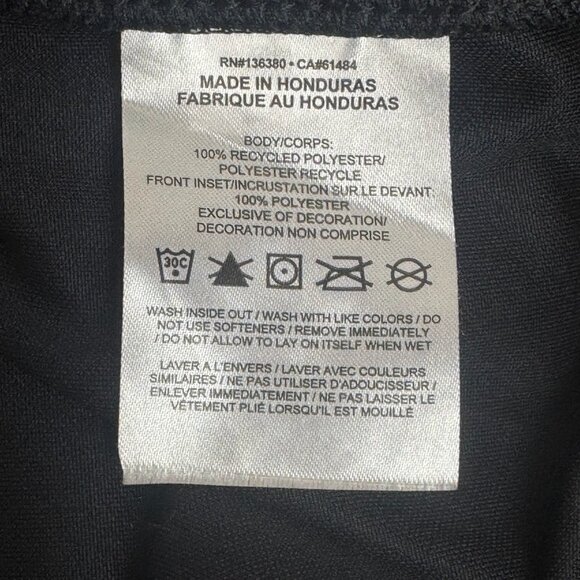 RN#136380 • CA#61484
MADE IN HONDURAS
FABRIQUE AU HONDURAS
BODY/CORPS:
100% RECYCLED POLYESTER/
POLYESTER RECYCLE
FRONT INSET/INCRUSTATION SUR LE DEVANT:
100% POLYESTER
EXCLUSIVE OF DECORATION/
DECORATION NON COMPRISE
30C
WASH INSIDE OUT / WASH WITH LIKE COLORS / DO
NOT USE SOFTENERS / REMOVE IMMEDIATELY
/ DO NOT ALLOW TO LAY ON ITSELF WHEN WET
LAVER A L'ENVERS / LAVER AVEC COULEURS
SIMILAIRES / NE PAS UTILISER D'ADOUCISSEUR /
ENLEVER IMMÉDIATEMENT / NE PAS LAISSER LE
VÊTEMENT PLIÉ LORSQU'IL EST MOUILLÉ